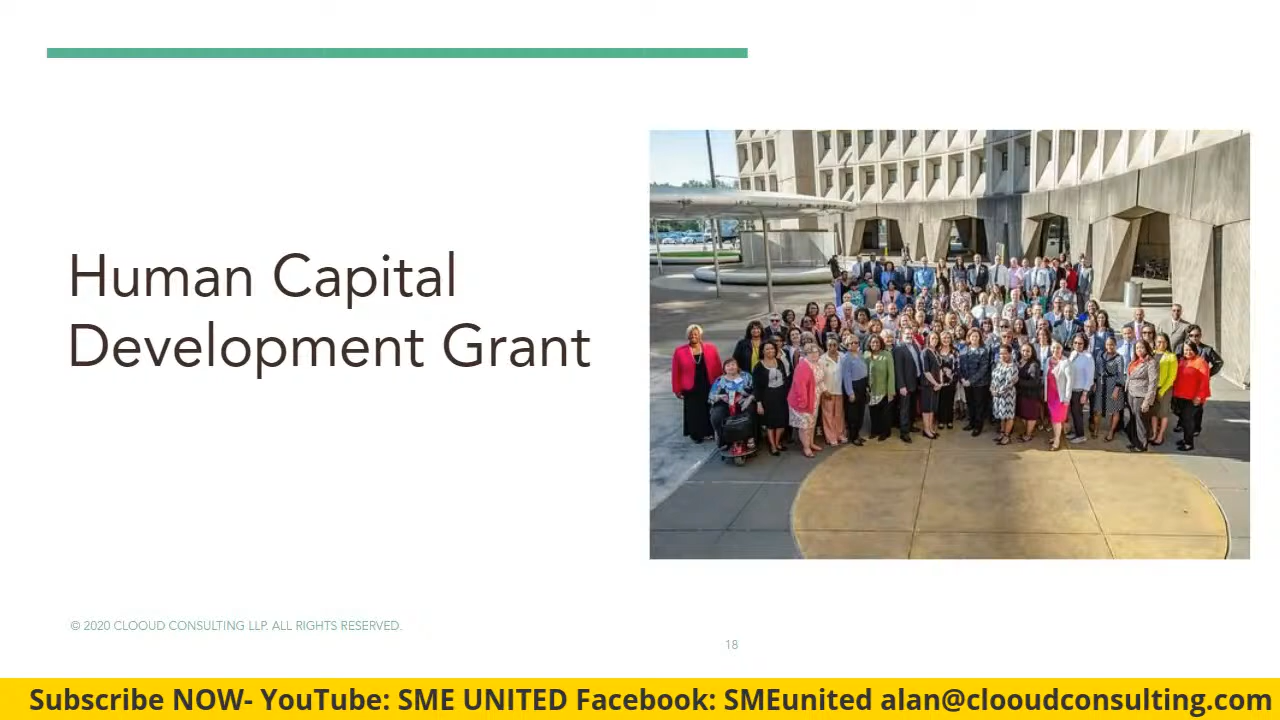 Human Capital
Development Grant
© 2020 CLOOUD CONSULTING LLP. ALL RIGHTS RESERVED.
18
Subscribe NOW- YouTube: SME UNITED Facebook: SMEunited alan@clooudconsulting.com